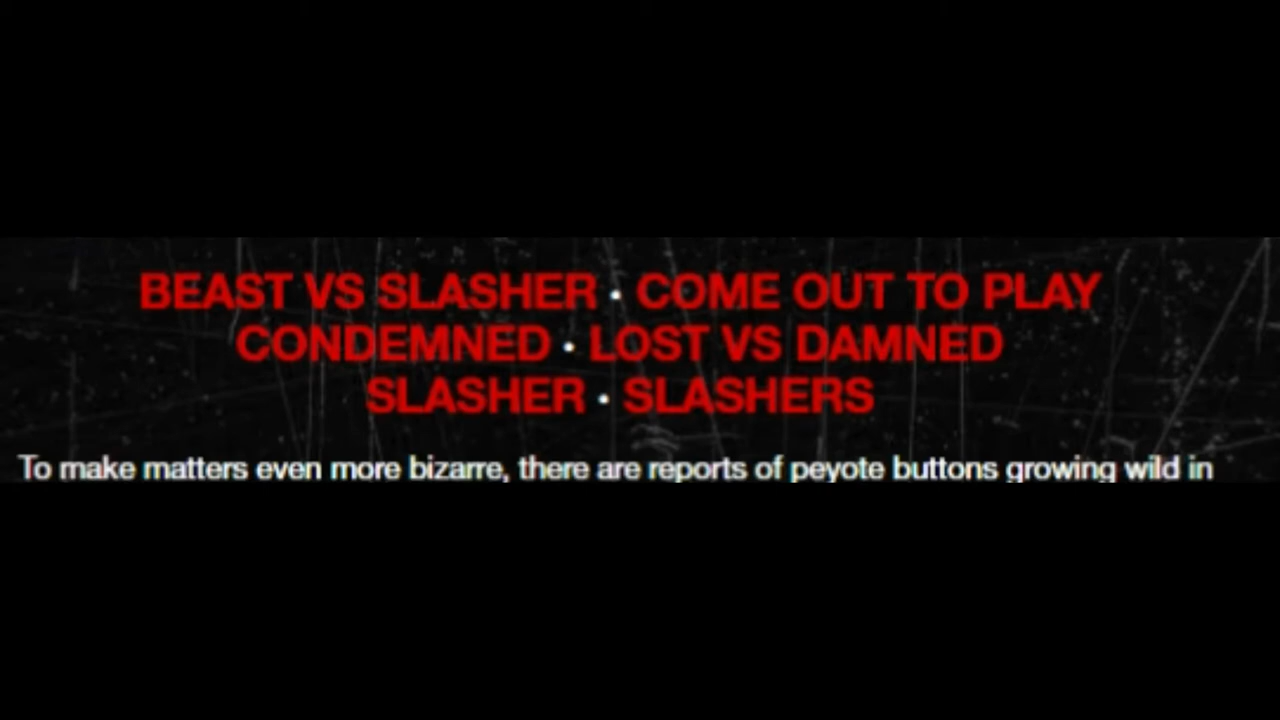 BEAST VS SLASHER • COME OUT TO PLAY
CONDEMNED • LOST VS DAMNED
SLASHER • SLASHERS
To make matters even more bizarre, there are reports of peyote buttons growing wild in